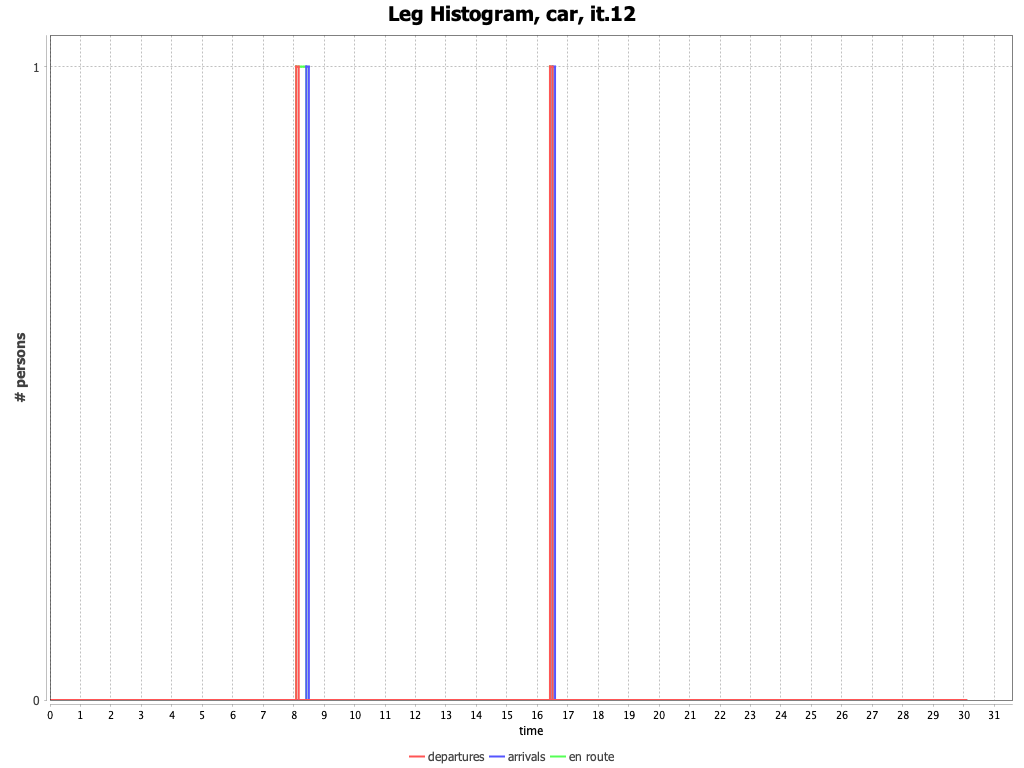 Leg Histogram, car, it.12
1
# persons
0
0 1 2 3 4 5 6 7 8 9 10 11 12 13 14 15 16 17 18 19 20 21 22 23 24 25 26 27 28 29 30 31
time
departures arrivals en route